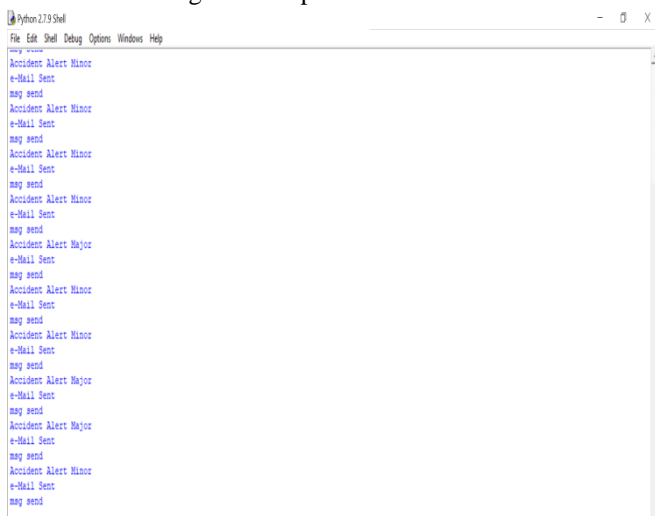 Python 2.7.9 Shell
File Edit Shell Debug Options Windows Help
Accident Alert Minor
e-Mail Sent
msg send
Accident Alert Minor
e-Mail Sent
msg send
Accident Alert Minor
e-Mail Sent
msg send
Accident Alert Minor
e-Mail Sent
msg send
Accident Alert Major
e-Mail Sent
msg send
Accident Alert Minor
e-Mail Sent
msg send
Accident Alert Minor
e-Mail Sent
msg send
Accident Alert Major
e-Mail Sent
msg send
Accident Alert Major
e-Mail Sent
msg send
Accident Alert Minor
e-Mail Sent
msg send